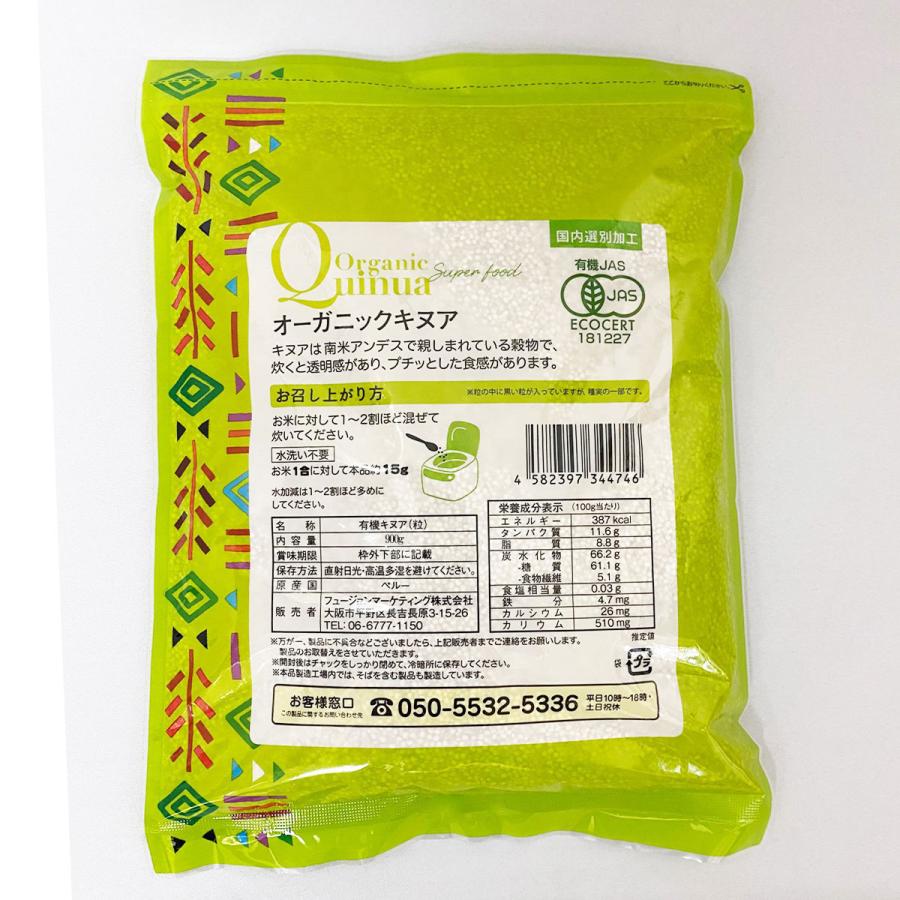 ここからお切りください。
国内選別加工
Organic
Quinua
Super food
オーガニックキヌア
有機JAS
JAS
ECOCERT
181227
キヌアは南米アンデスで親しまれている穀物で、
炊くと透明感があり、プチッとした食感があります。
お召し上がり方
※粒の中に黒い粒が入っていますが、種実の一部です。
お米に対して1～2割ほど混ぜて
炊いてください。
水洗い不要
お米1合に対して本品約15g
水加減は1～2割ほど多めに
してください。
4 582397 344746
名称 有機キヌア(粒)
内容量 900g
賞味期限 枠外下部に記載
保存方法 直射日光・高温多湿を避けてください。
原産国 ペルー
販売者 フュージョンマーケティング株式会社
大阪市平野区長吉長原3-15-26
TEL：06-6777-1150
栄養成分表示 (100g当たり)
エネルギー 387kcal
タンパク質 11.6g
脂質 8.8g
炭水化物 66.2g
-糖質 61.1g
-食物繊維 5.1g
食塩相当量 0.03g
鉄分 4.7mg
カルシウム 26mg
カリウム 510mg
推定値
※万が一、製品に不具合などございましたら、上記販売者までご連絡をお願いします。
製品のお取替えをさせていただきます。
※開封後はチャックをしっかり閉めて、冷暗所に保存してください。
※本品製造工場内では、そばを含む製品も製造しています。
袋 プラ
お客様窓口
この製品に関するお問い合わせ先
☎050-5532-5336
平日10時～18時・
土日祝休